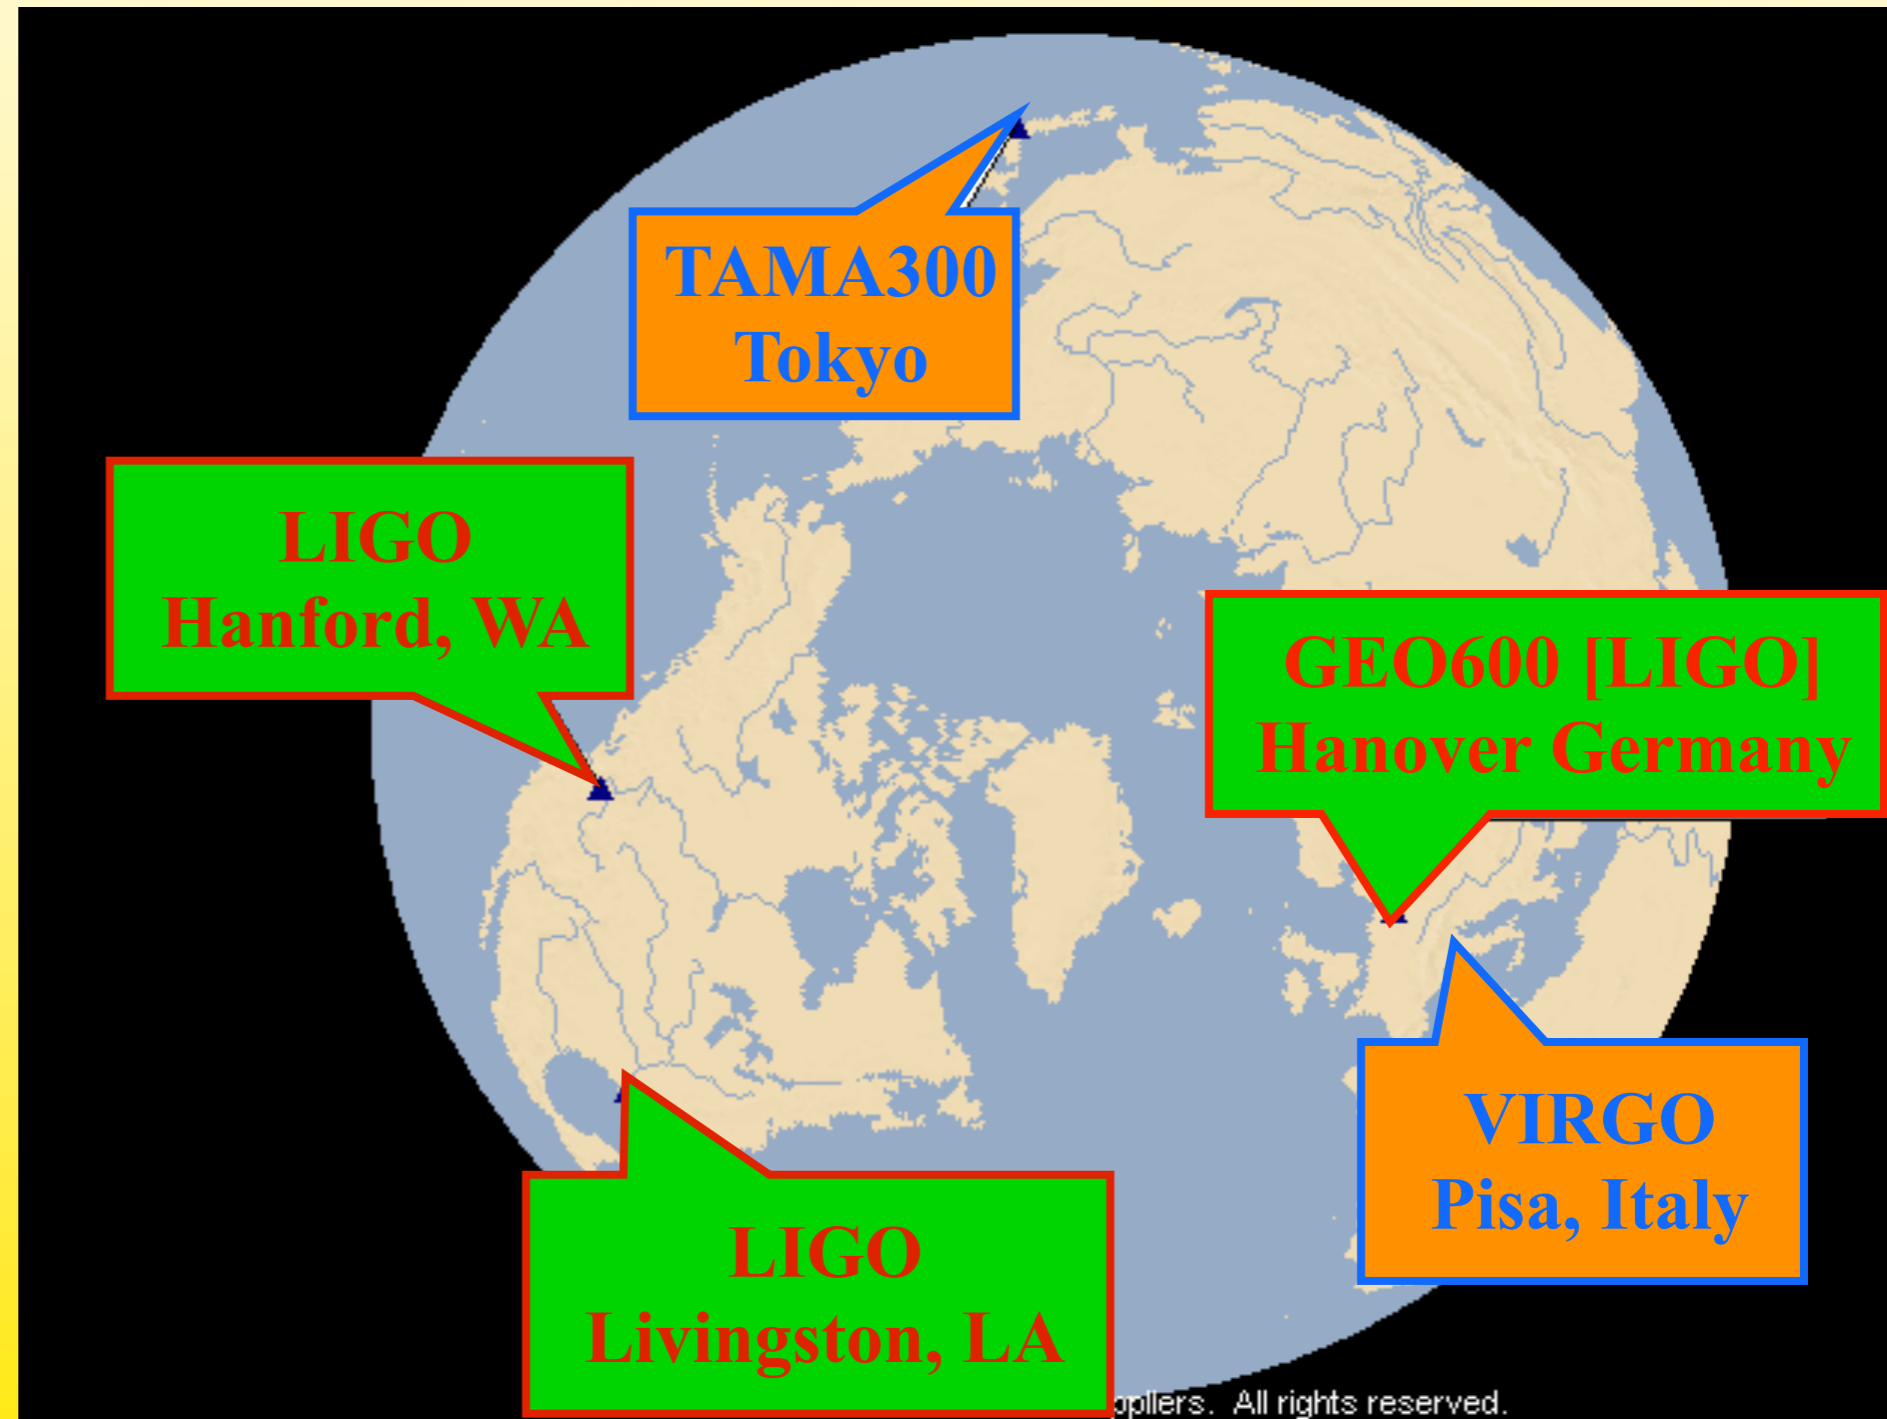 TAMA300
Tokyo
LIGO
Hanford, WA
GEO600 [LIGO]
Hanover Germany
VIRGO
Pisa, Italy
LIGO
Livingston, LA
All rights reserved.